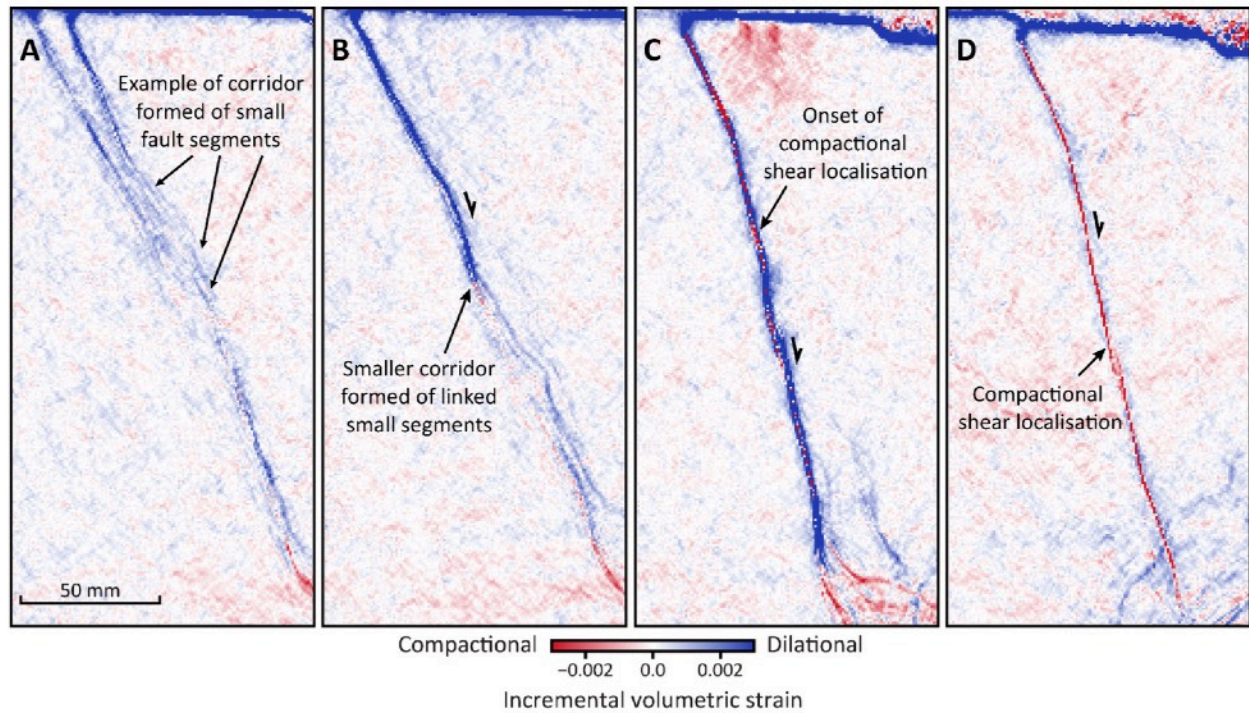 A
Example of corridor
formed of small
fault segments
50 mm
B
Smaller corridor
formed of linked
small segments
C
Onset of
compactional
shear localisation
D
Compactional
shear localisation
Compactional
Dilational
−0.002
0.0
0.002
Incremental volumetric strain